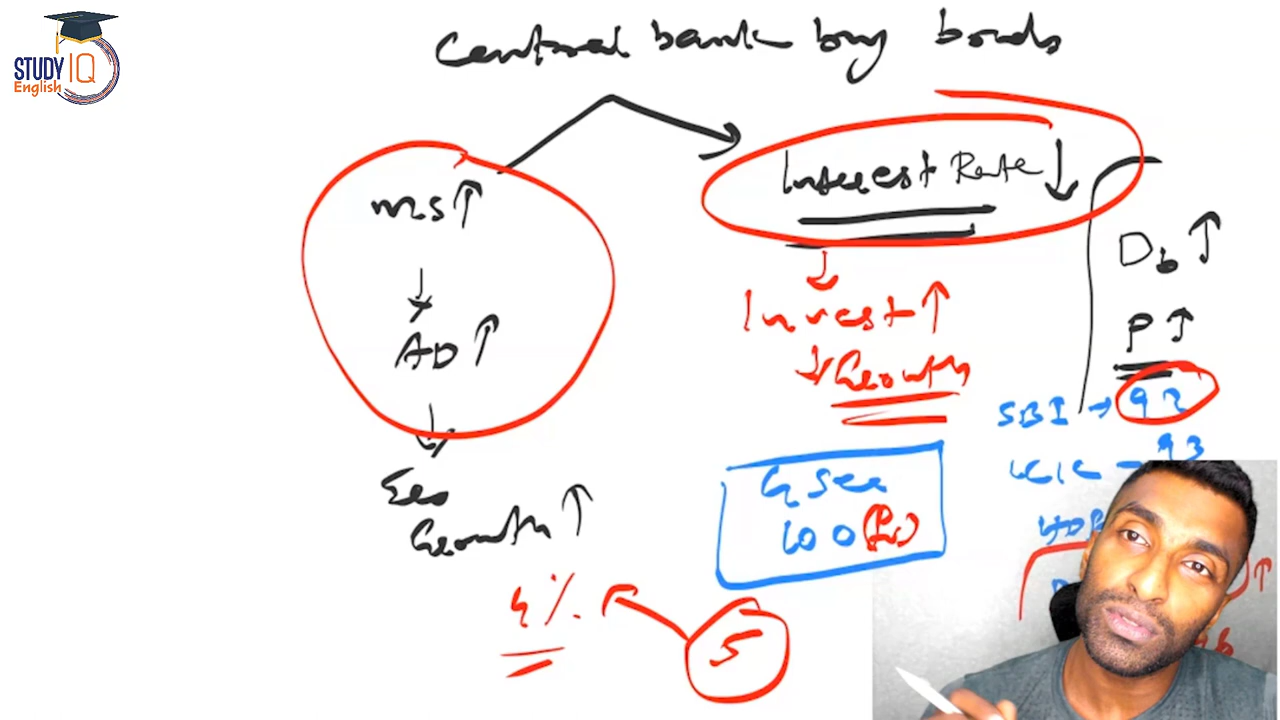 STUDY IQ
English
Central bank buy bonds
MS↑
↓
AD↑
↓
Eco
Growth↑
Interest Rate ↓
↓
Invest↑
↓ Growth
G Sec
100 (P)
4%
5
Db↑
P↑
SBI → 92
93